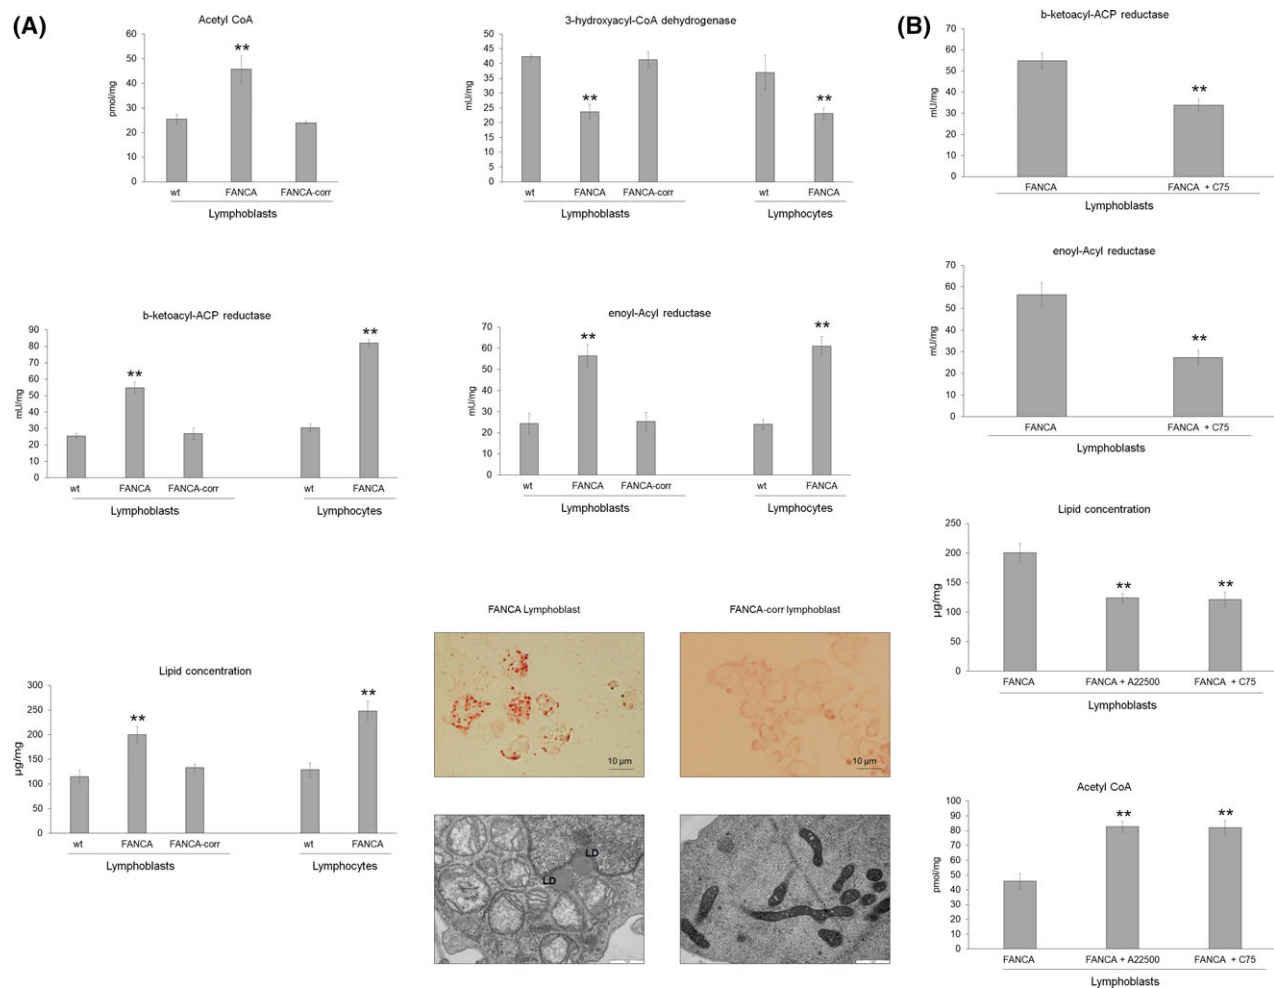 (A)
Acetyl CoA
60
50
40
30
20
10
0
pmol/mg
**
wt FANCA FANCA-corr
Lymphoblasts
3-hydroxyacyl-CoA dehydrogenase
50
45
40
35
30
25
20
15
10
5
0
mU/mg
** **
wt FANCA FANCA-corr wt FANCA
Lymphoblasts Lymphocytes
b-ketoacyl-ACP reductase
90
80
70
60
50
40
30
20
10
0
mU/mg
** **
wt FANCA FANCA-corr wt FANCA
Lymphoblasts Lymphocytes
enoyl-Acyl reductase
70
60
50
40
30
20
10
0
mU/mg
** **
wt FANCA FANCA-corr wt FANCA
Lymphoblasts Lymphocytes
Lipid concentration
300
250
200
150
100
50
0
µg/mg
** **
wt FANCA FANCA-corr wt FANCA
Lymphoblasts Lymphocytes
FANCA Lymphoblast
10 µm
FANCA-corr lymphoblast
10 µm
LD
LD
(B)
b-ketoacyl-ACP reductase
70
60
50
40
30
20
10
0
mU/mg
**
FANCA FANCA + C75
Lymphoblasts
enoyl-Acyl reductase
70
60
50
40
30
20
10
0
mU/mg
**
FANCA FANCA + C75
Lymphoblasts
Lipid concentration
250
200
150
100
50
0
µg/mg
** **
FANCA FANCA + A22500 FANCA + C75
Lymphoblasts
Acetyl CoA
100
90
80
70
60
50
40
30
20
10
0
pmol/mg
** **
FANCA FANCA + A22500 FANCA + C75
Lymphoblasts